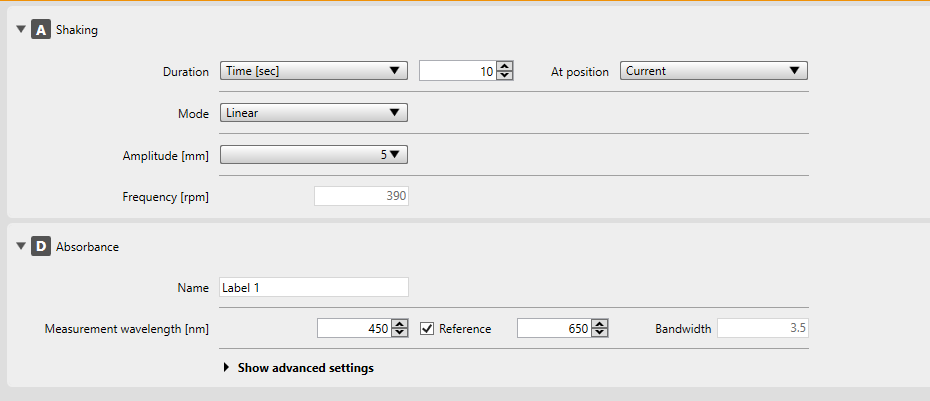 A Shaking
Duration Time [sec] 10 At position Current
Mode Linear
Amplitude [mm] 5
Frequency [rpm] 390
D Absorbance
Name Label 1
Measurement wavelength [nm] 450 Reference 650 Bandwidth 3.5
Show advanced settings